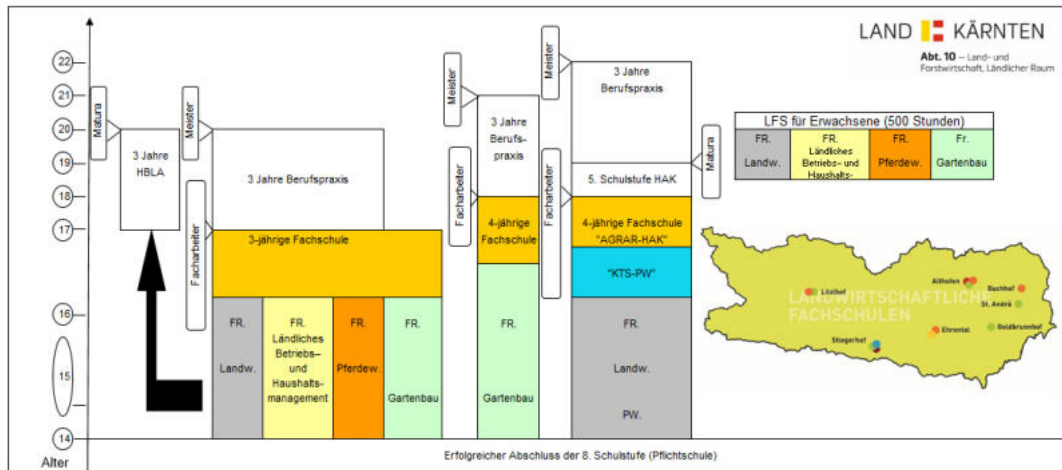 LAND KÄRNTEN
Abt. 10 – Land- und
Forstwirtschaft, Ländlicher Raum
22
21
20
19
18
17
16
15
14
Alter
Matura
3 Jahre
HBLA
Meister
Facharbeiter
3 Jahre Berufspraxis
3-jährige Fachschule
FR.
Landw.
FR.
Ländliches
Betriebs–
und
Haushalts-
management
FR.
Pferdew.
FR.
Gartenbau
Meister
Facharbeiter
3 Jahre
Berufs-
praxis
4-jährige
Fachschule
FR.
Gartenbau
Meister
Facharbeiter
3 Jahre
Berufspraxis
5. Schulstufe HAK
Matura
4-jährige Fachschule
"AGRAR-HAK"
"KTS-PW"
FR.
Landw.
PW.
LFS für Erwachsene (500 Stunden)
FR.
Landw.
FR.
Ländliches
Betriebs- und
Haushalts-
FR.
Pferdew.
Fr.
Gartenbau
LANDWIRTSCHAFTLICHE
FACHSCHULEN
Litzlhof
Althofen
Buchhof
St. Andrä
Goldbrunnhof
Ehrental
Stiegerhof
Erfolgreicher Abschluss der 8. Schulstufe (Pflichtschule)